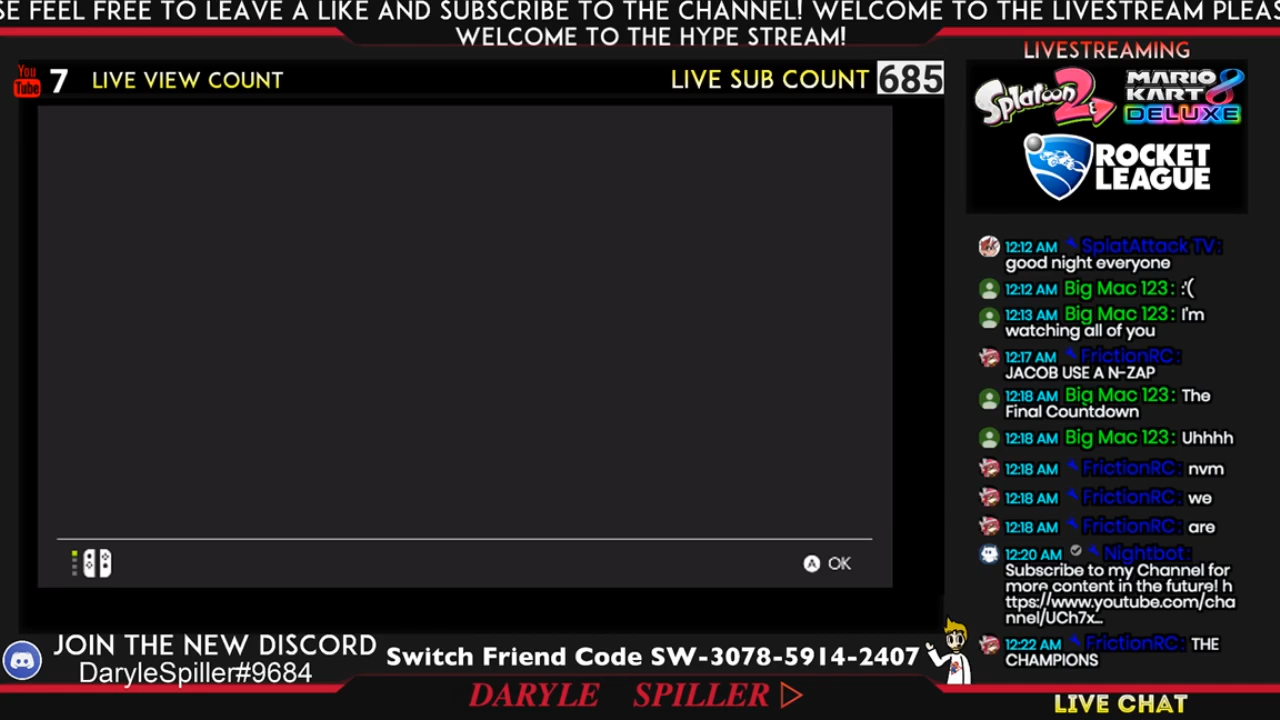 SE FEEL FREE TO LEAVE A LIKE AND SUBSCRIBE TO THE CHANNEL! WELCOME TO THE LIVESTREAM PLEAS
WELCOME TO THE HYPE STREAM!
You
Tube
7 LIVE VIEW COUNT
LIVE SUB COUNT 685
A OK
JOIN THE NEW DISCORD
DaryleSpiller#9684
Switch Friend Code SW-3078-5914-2407
DARYLE SPILLER
LIVESTREAMING
Splatoon 2
MARIO
KART 8
DELUXE
ROCKET
LEAGUE
12:12 AM SplatAttack TV:
good night everyone
12:12 AM Big Mac 123: :'(
12:13 AM Big Mac 123: I'm
watching all of you
12:17 AM FrictionRC:
JACOB USE A N-ZAP
12:18 AM Big Mac 123: The
Final Countdown
12:18 AM Big Mac 123: Uhhhh
12:18 AM FrictionRC: nvm
12:18 AM FrictionRC: we
12:18 AM FrictionRC: are
12:20 AM Nightbot:
Subscribe to my Channel for
more content in the future! h
ttps://www.youtube.com/cha
nnel/UCh7x...
12:22 AM FrictionRC: THE
CHAMPIONS
LIVE CHAT